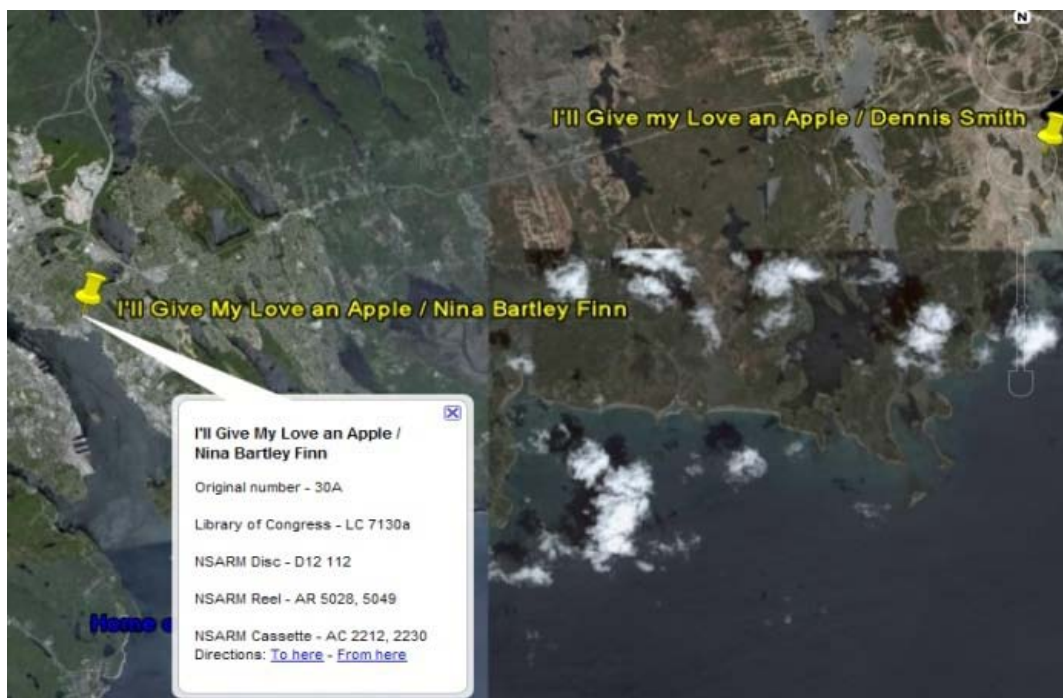 N
I'll Give my Love an Apple / Dennis Smith
I'll Give My Love an Apple / Nina Bartley Finn
I'll Give My Love an Apple /
Nina Bartley Finn
Original number - 30A
Library of Congress - LC 7130a
NSARM Disc - D12 112
NSARM Reel - AR 5028, 5049
NSARM Cassette - AC 2212, 2230
Directions: To here - From here
Home